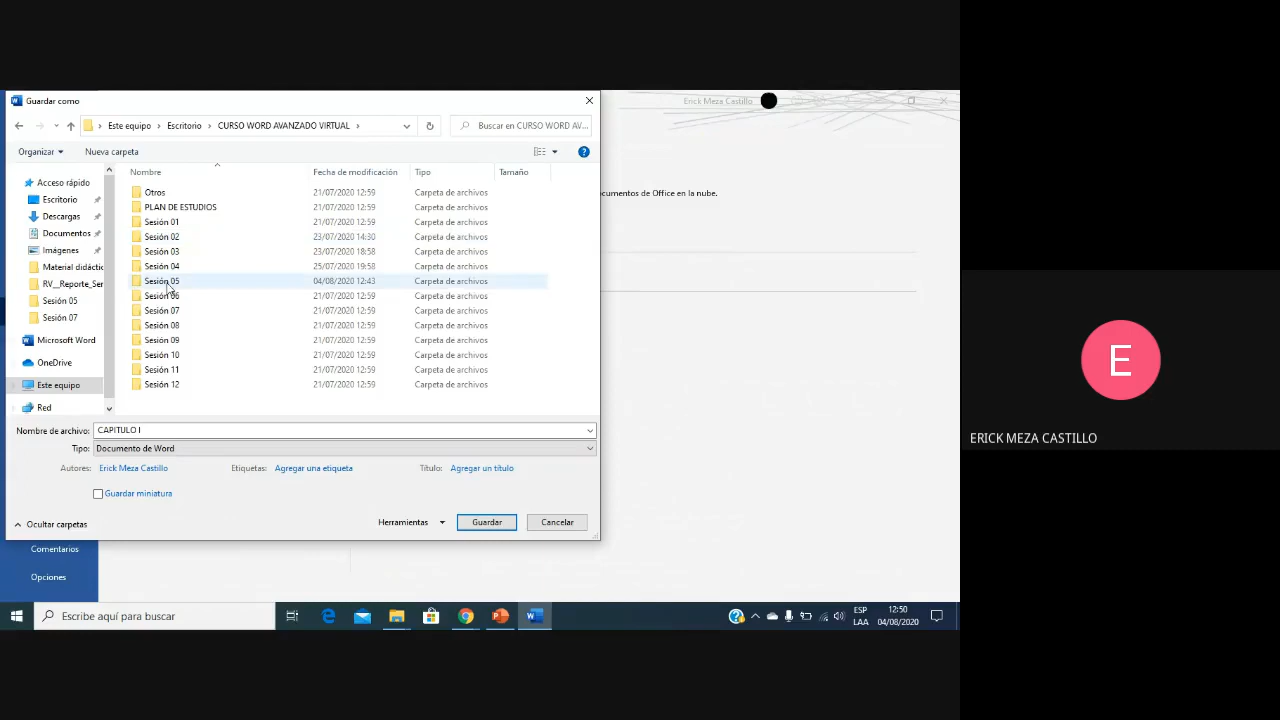 Guardar como
Erick Meza Castillo
Este equipo > Escritorio > CURSO WORD AVANZADO VIRTUAL >
Buscar en CURSO WORD AV...
Organizar
Nueva carpeta
Nombre Fecha de modificación Tipo Tamaño
Acceso rápido
Escritorio
Descargas
Documentos
Imágenes
Material didáctic
RV__Reporte_Ser
Sesión 05
Sesión 07
Microsoft Word
OneDrive
Este equipo
Red
Otros 21/07/2020 12:59 Carpeta de archivos
PLAN DE ESTUDIOS 21/07/2020 12:59 Carpeta de archivos
Sesión 01 21/07/2020 12:59 Carpeta de archivos
Sesión 02 23/07/2020 14:30 Carpeta de archivos
Sesión 03 23/07/2020 18:58 Carpeta de archivos
Sesión 04 25/07/2020 19:58 Carpeta de archivos
Sesión 05 04/08/2020 12:43 Carpeta de archivos
Sesión 06 21/07/2020 12:59 Carpeta de archivos
Sesión 07 21/07/2020 12:59 Carpeta de archivos
Sesión 08 21/07/2020 12:59 Carpeta de archivos
Sesión 09 21/07/2020 12:59 Carpeta de archivos
Sesión 10 21/07/2020 12:59 Carpeta de archivos
Sesión 11 21/07/2020 12:59 Carpeta de archivos
Sesión 12 21/07/2020 12:59 Carpeta de archivos
cumentos de Office en la nube.
Nombre de archivo: CAPITULO I
Tipo: Documento de Word
Autores: Erick Meza Castillo Etiquetas: Agregar una etiqueta Título: Agregar un título
Guardar miniatura
Ocultar carpetas
Herramientas
Guardar
Cancelar
Comentarios
Opciones
Escribe aquí para buscar
ESP
LAA
12:50
04/08/2020
E
ERICK MEZA CASTILLO